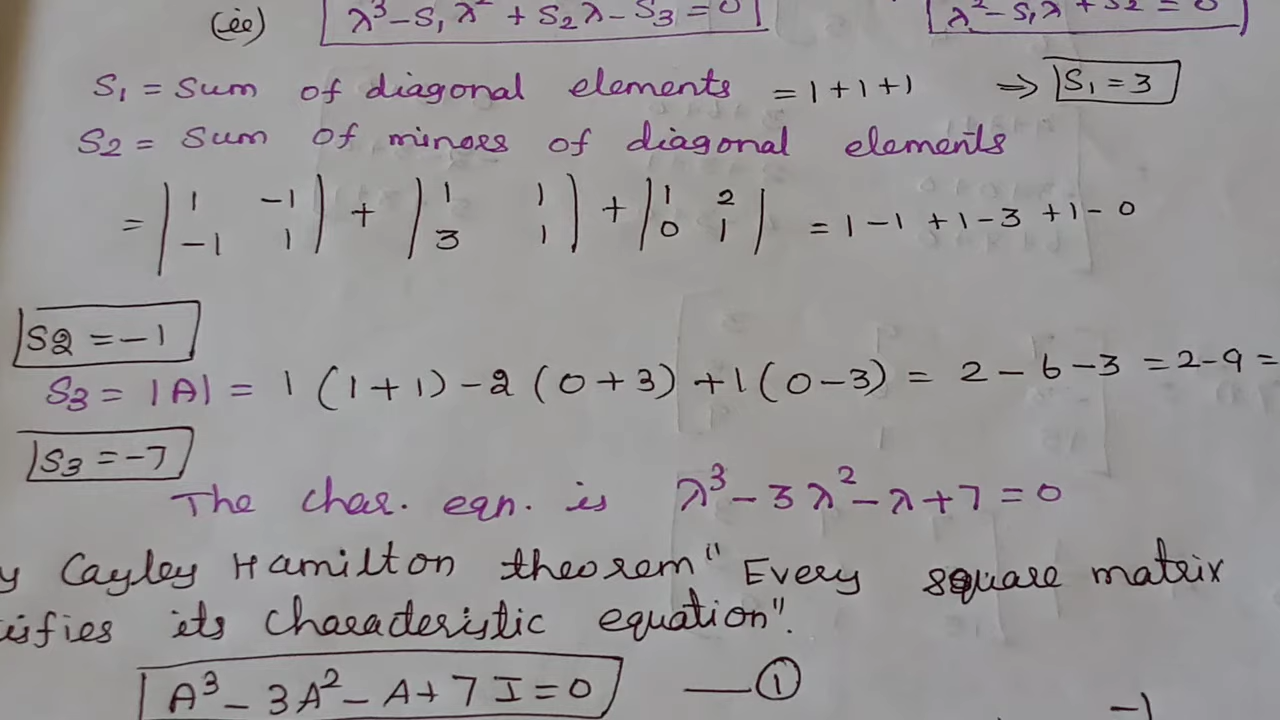 (ie) λ³-S₁λ²+S₂λ-S₃=0 λ²-S₁λ+S₂=0
S₁ = Sum of diagonal elements = 1+1+1 ⇒ S₁=3
S₂ = Sum of minors of diagonal elements
= |1 -1; -1 1| + |1 1; 3 1| + |1 2; 0 1| = 1-1+1-3+1-0
S2 = -1
S₃ = |A| = 1(1+1)-2(0+3)+1(0-3) = 2-6-3 = 2-9 =
S₃ = -7
The char. eqn. is λ³-3λ²-λ+7=0
y Cayley Hamilton theorem "Every square matrix
isfies its characteristic equation".
A³-3A²-A+7I=0 —①
-1